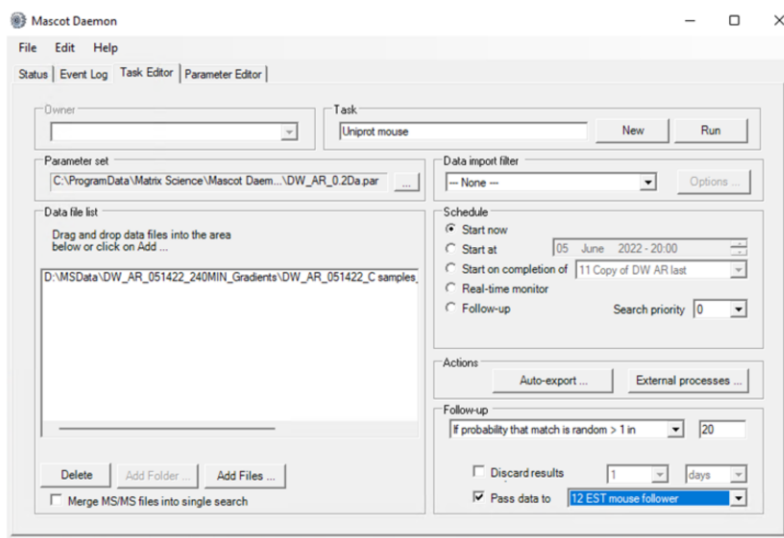 Mascot Daemon
File Edit Help
Status Event Log Task Editor Parameter Editor
Owner
Task
Uniprot mouse
New
Run
Parameter set
C:\ProgramData\Matrix Science\Mascot Daem...\DW_AR_0.2Da.par
...
Data import filter
-- None --
Options ...
Data file list
Drag and drop data files into the area
below or click on Add ...
D:\MSData\DW_AR_051422_240MIN_Gradients\DW_AR_051422_C samples_
Delete
Add Folder ...
Add Files ...
Merge MS/MS files into single search
Schedule
Start now
Start at
05 June 2022 - 20:00
Start on completion of
11 Copy of DW AR last
Real-time monitor
Follow-up
Search priority
0
Actions
Auto-export ...
External processes ...
Follow-up
If probability that match is random > 1 in
20
Discard results
1
days
Pass data to
12 EST mouse follower